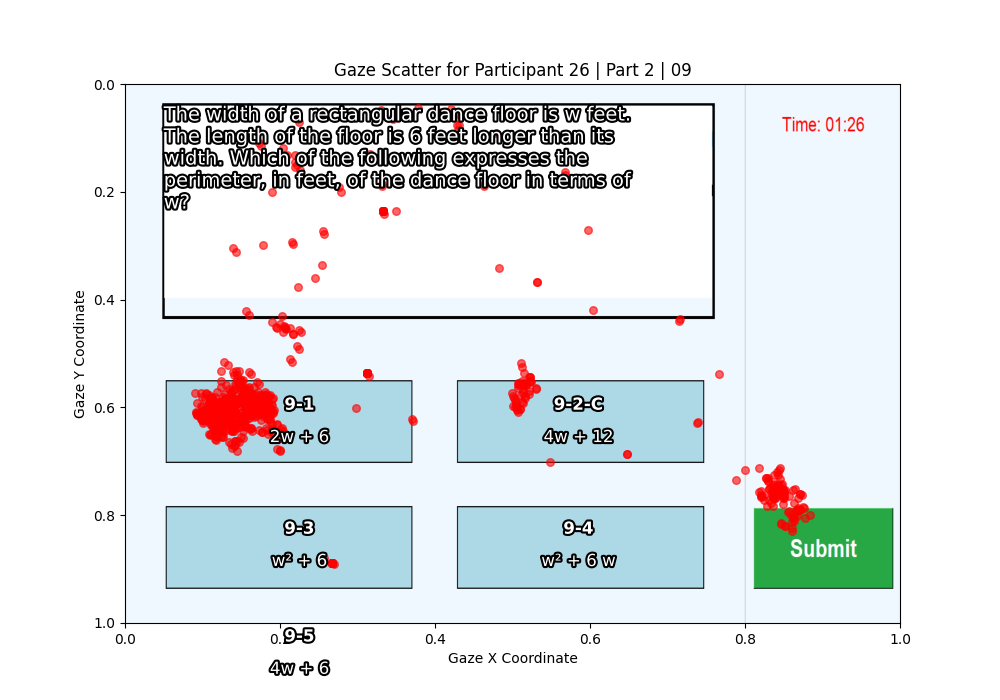 Gaze Scatter for Participant 26 | Part 2 | 09
0.0
0.2
0.4
0.6
0.8
1.0
Gaze Y Coordinate
The width of a rectangular dance floor is w feet.
The length of the floor is 6 feet longer than its
width. Which of the following expresses the
perimeter, in feet, of the dance floor in terms of
w?
Time: 01:26
9-1
2w + 6
9-2-C
4w + 12
9-3
w² + 6
9-4
w² + 6 w
Submit
9-5
4w + 6
0.0
0.2
0.4
0.6
0.8
1.0
Gaze X Coordinate